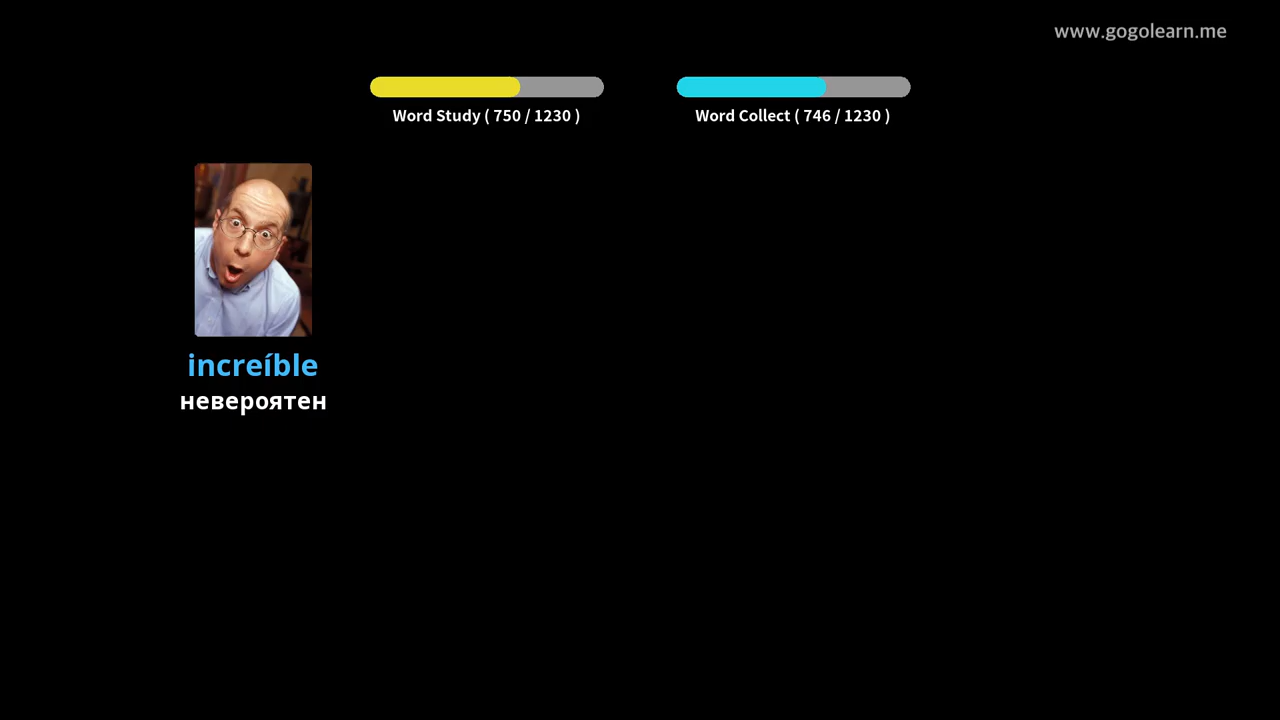 www.gogolearn.me
Word Study ( 750 / 1230 )
Word Collect ( 746 / 1230 )
increíble
невероятен